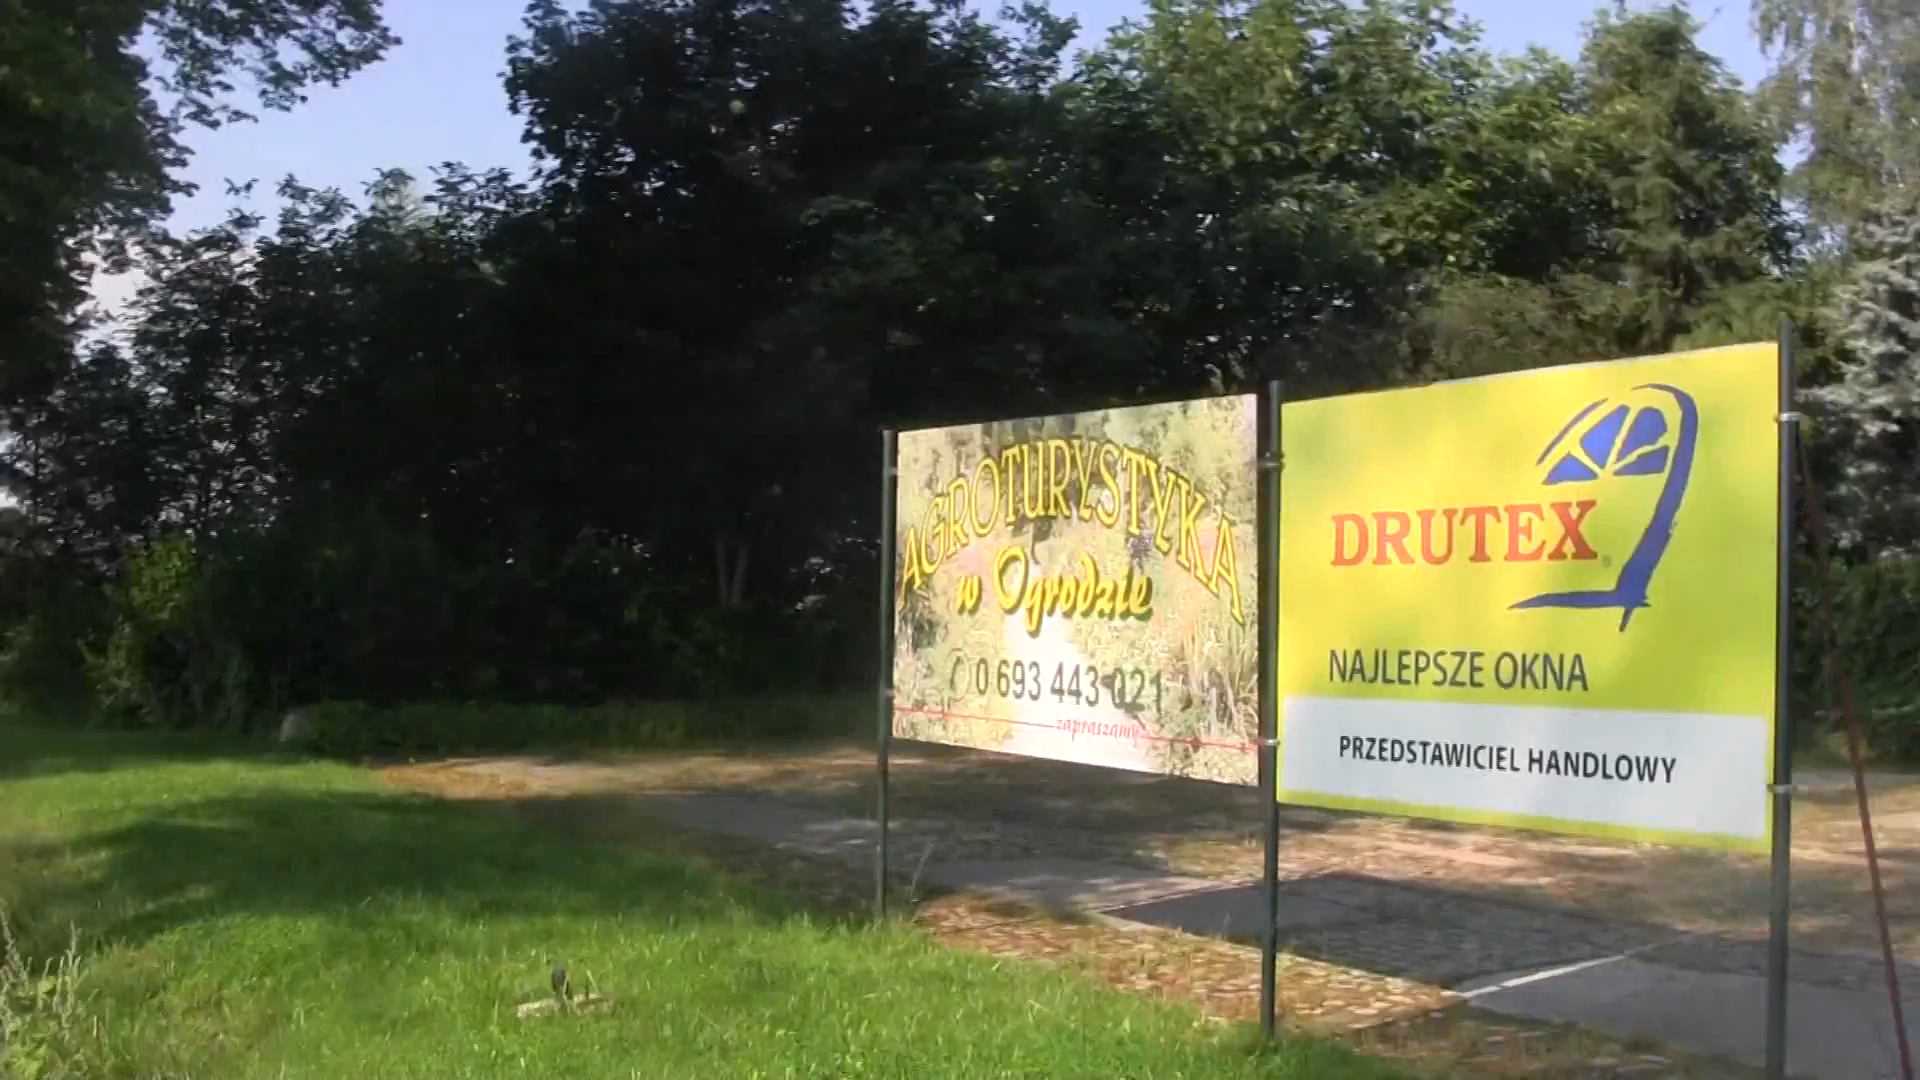 AGROTURYSTYKA
w Ogrodzie
0 693 443 021
zapraszamy
DRUTEX
NAJLEPSZE OKNA
PRZEDSTAWICIEL HANDLOWY